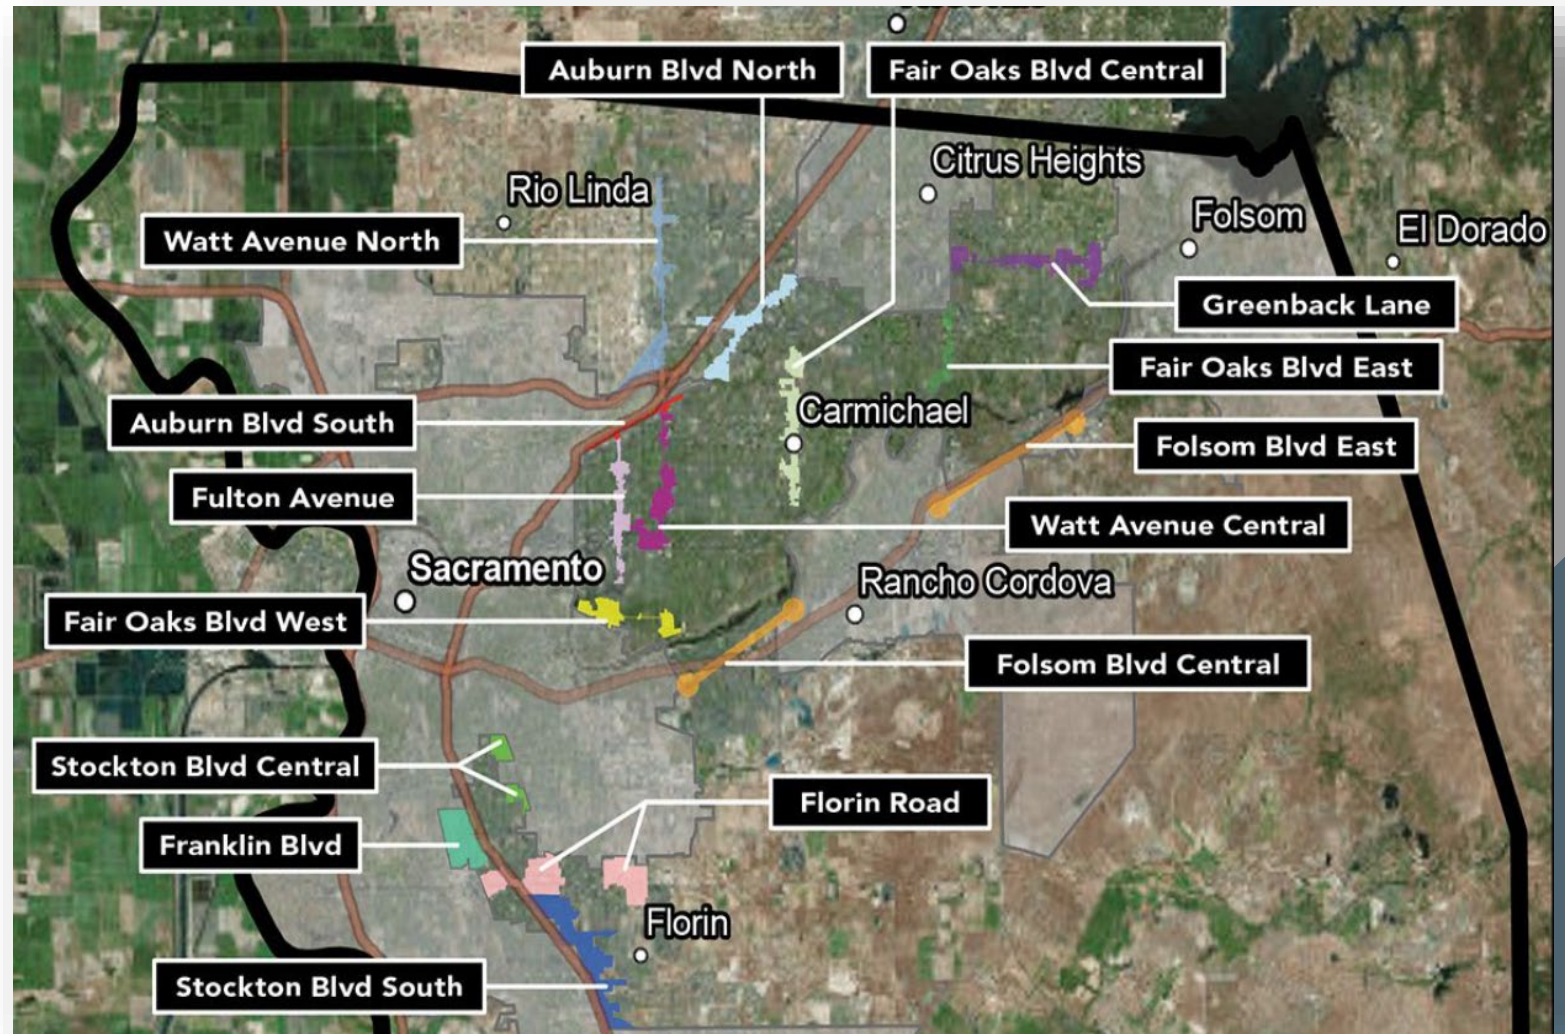 Auburn Blvd North
Fair Oaks Blvd Central
Citrus Heights
Rio Linda
Folsom
El Dorado
Watt Avenue North
Greenback Lane
Fair Oaks Blvd East
Auburn Blvd South
Carmichael
Folsom Blvd East
Fulton Avenue
Watt Avenue Central
Sacramento
Rancho Cordova
Fair Oaks Blvd West
Folsom Blvd Central
Stockton Blvd Central
Florin Road
Franklin Blvd
Florin
Stockton Blvd South